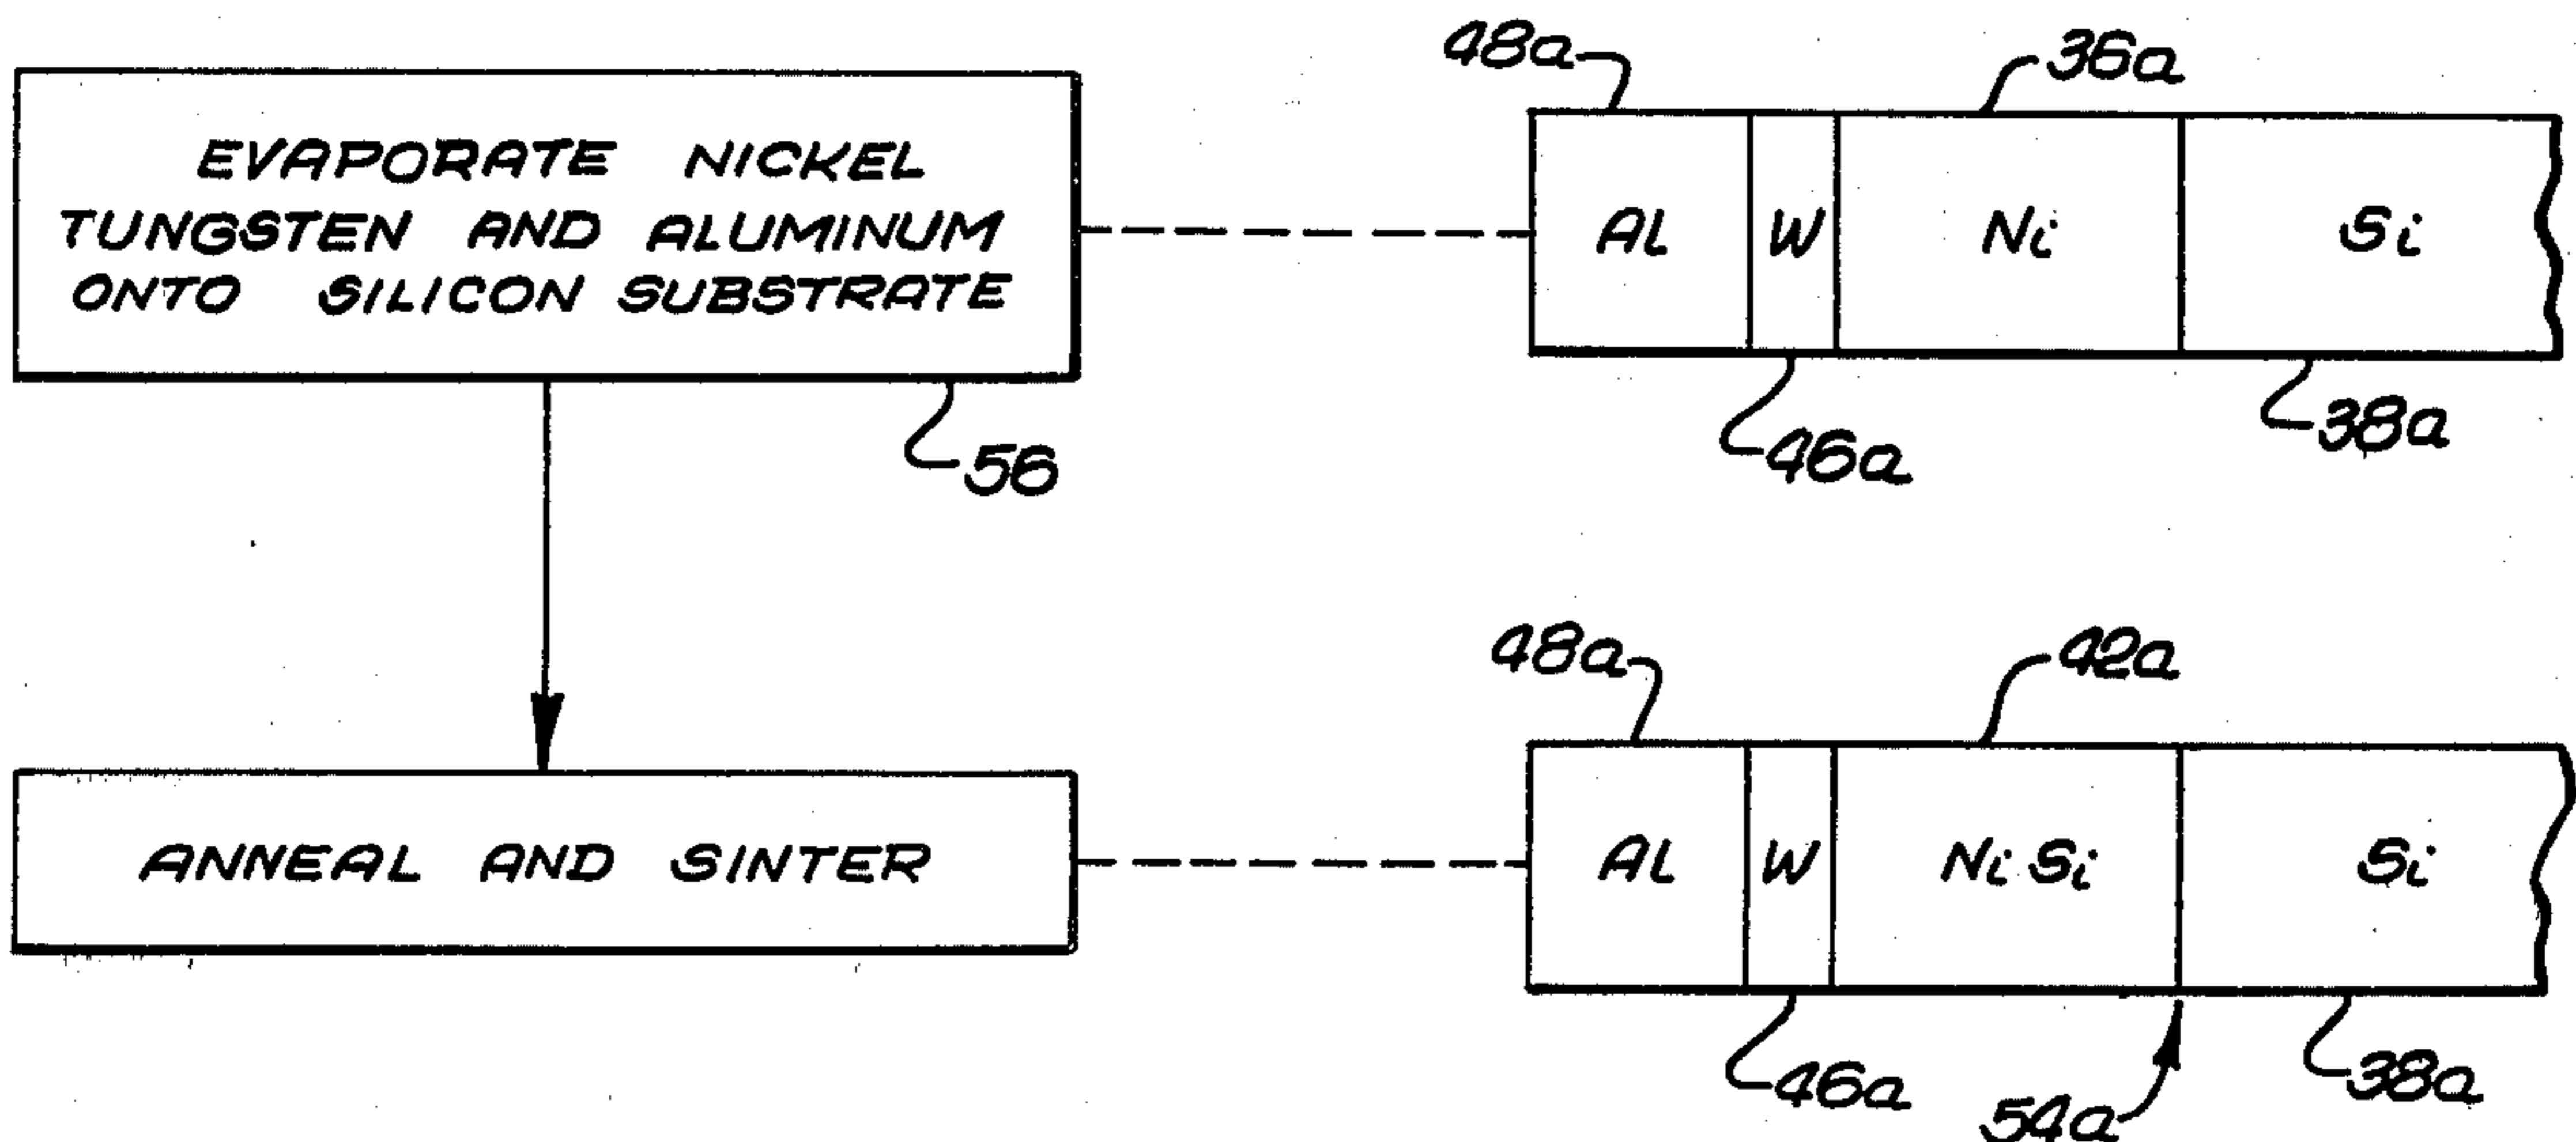 EVAPORATE NICKEL
TUNGSTEN AND ALUMINUM
ONTO SILICON SUBSTRATE
56
48a
36a
Al W Ni Si
46a
38a
ANNEAL AND SINTER
48a
42a
Al W Ni Si Si
46a
54a
38a